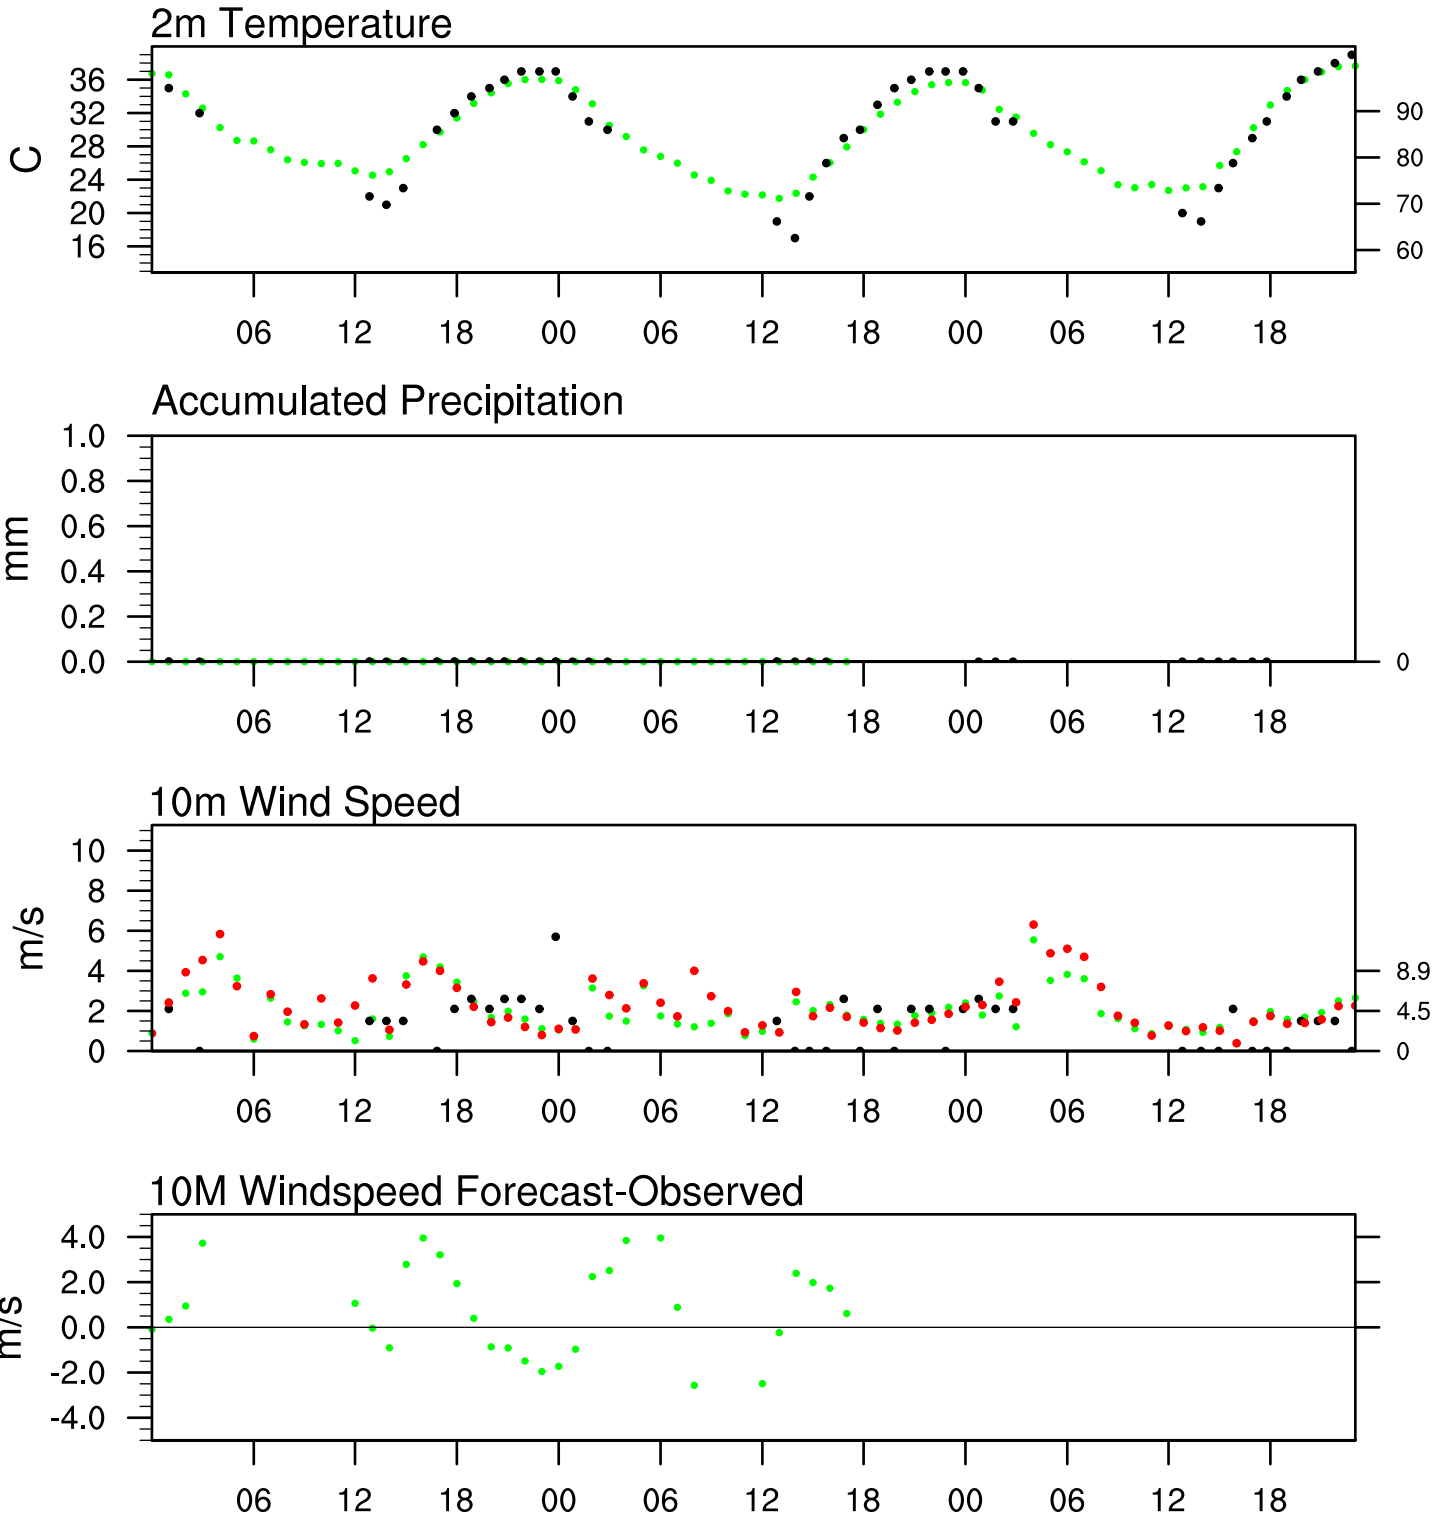 2m Temperature
C
36
32
28
24
20
16
90
80
70
60
06 12 18 00 06 12 18 00 06 12 18
Accumulated Precipitation
mm
1.0
0.8
0.6
0.4
0.2
0.0
0
06 12 18 00 06 12 18 00 06 12 18
10m Wind Speed
m/s
10
8
6
4
2
0
8.9
4.5
0
06 12 18 00 06 12 18 00 06 12 18
10M Windspeed Forecast-Observed
m/s
4.0
2.0
0.0
-2.0
-4.0
06 12 18 00 06 12 18 00 06 12 18